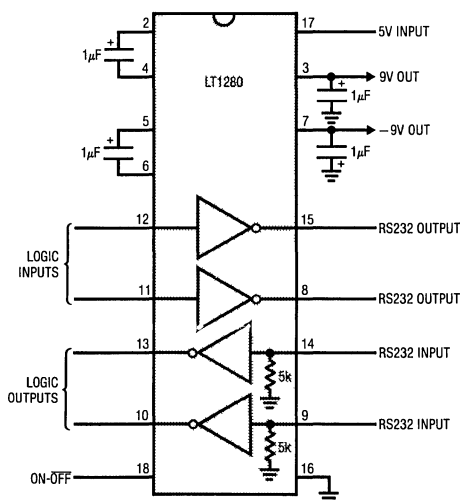 2 17 5V INPUT
+
1µF
4 LT1280 3 9V OUT
+
1µF
5 7 –9V OUT
+
1µF 1µF
6 +
12 15 RS232 OUTPUT
LOGIC
INPUTS
11 8 RS232 OUTPUT
13 14 RS232 INPUT
5k
LOGIC
OUTPUTS
10 9 RS232 INPUT
5k
ON-OFF 18 16